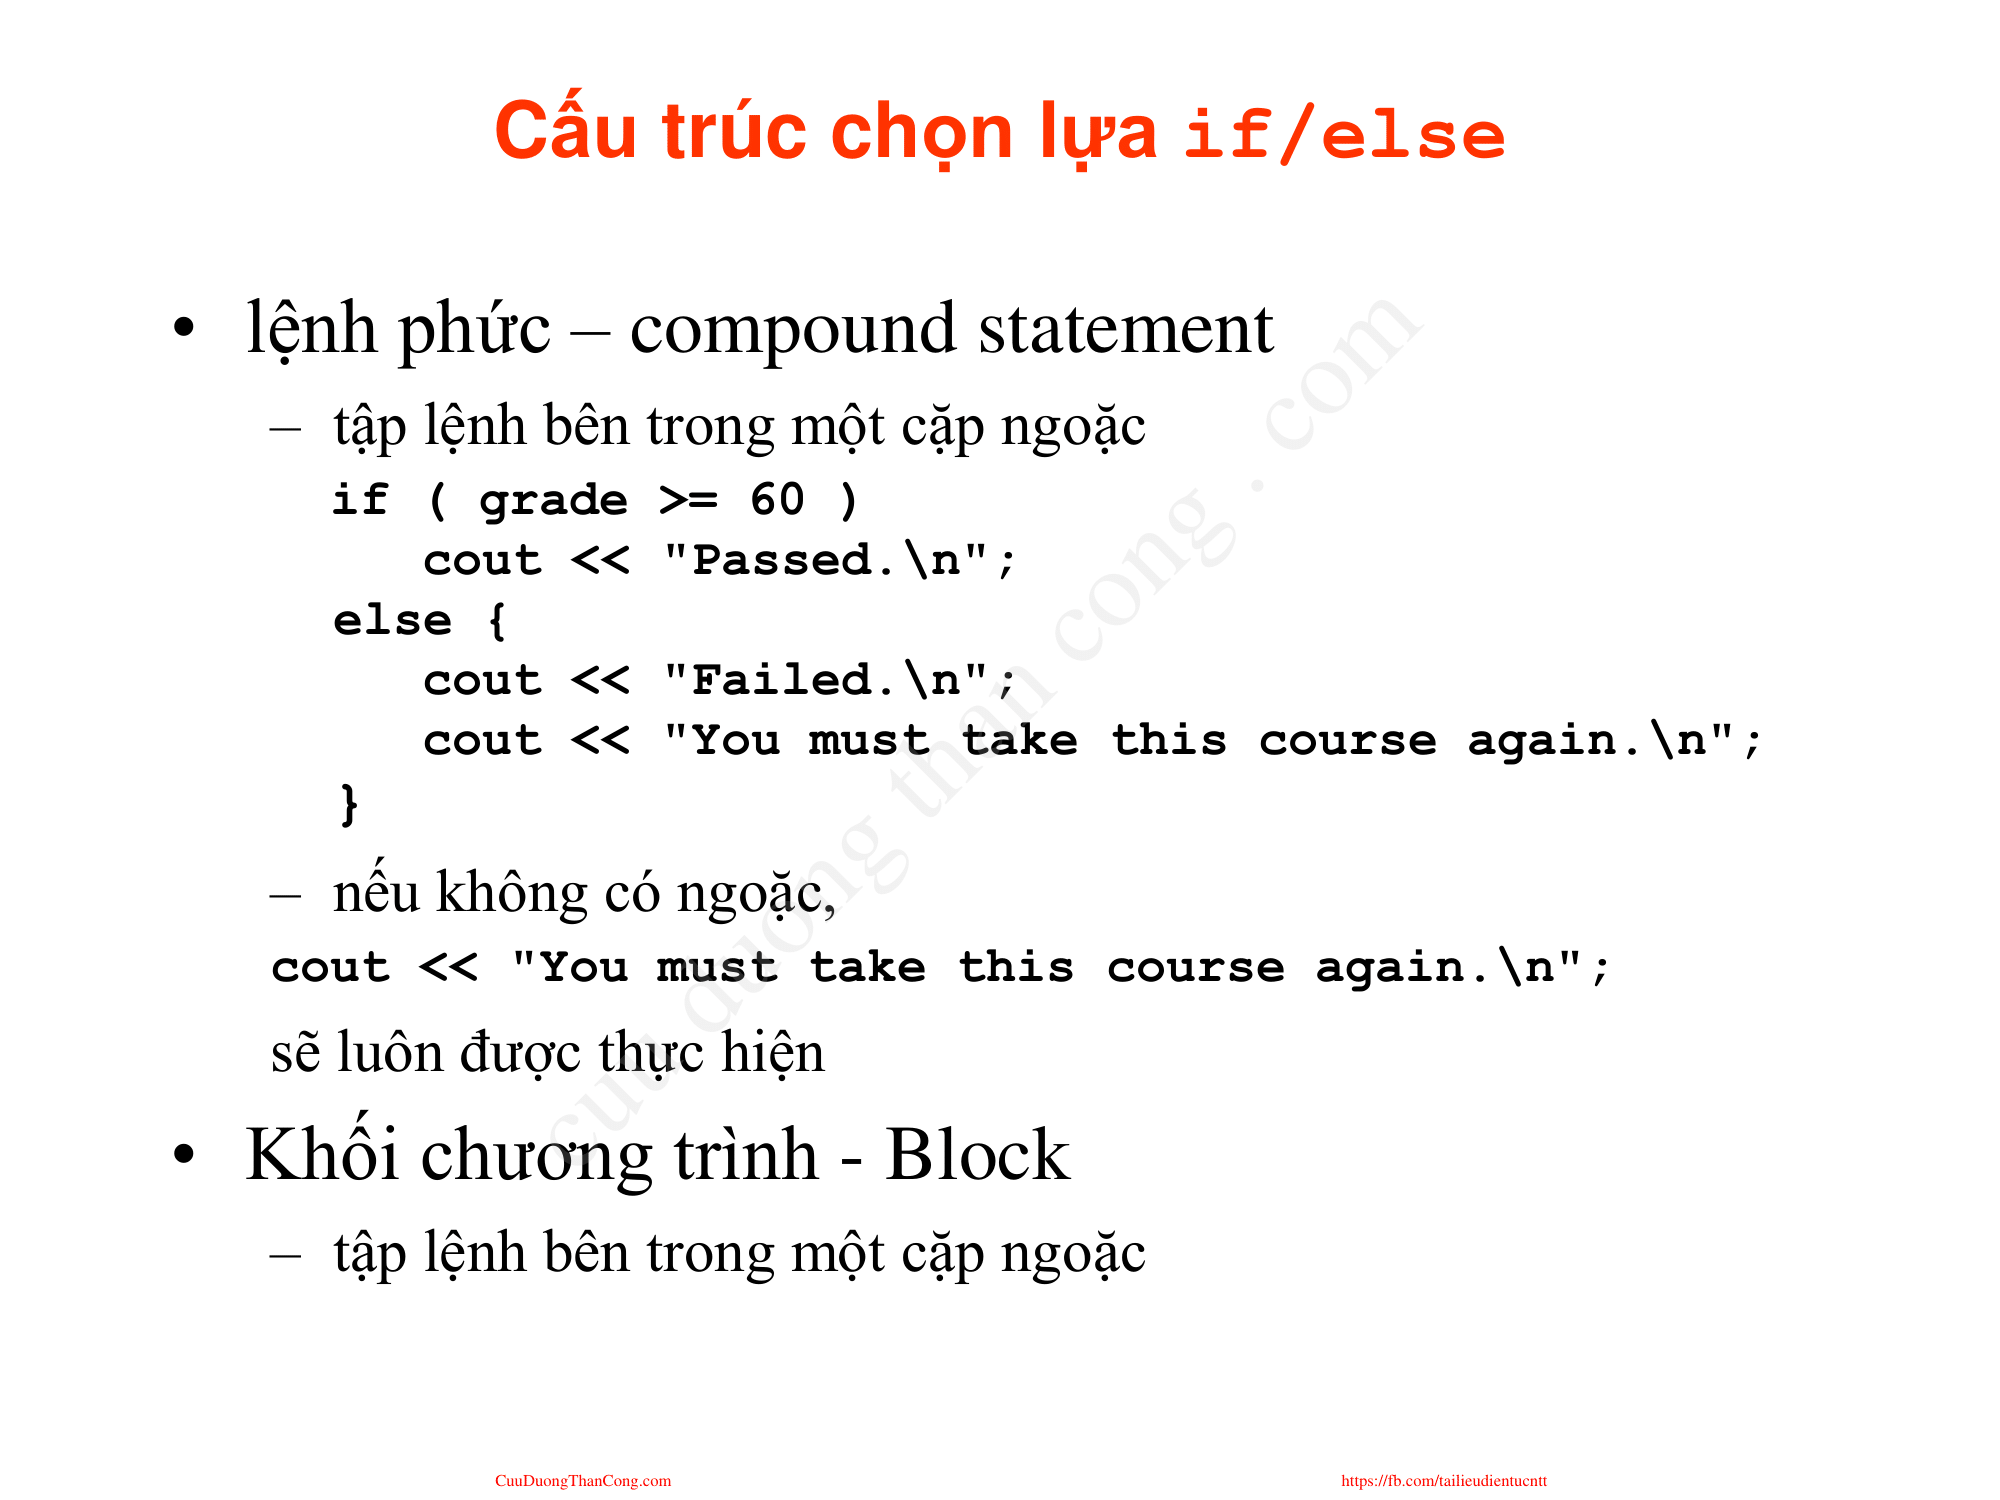 Cấu trúc chọn lựa if/else
• lệnh phức – compound statement
– tập lệnh bên trong một cặp ngoặc
if ( grade >= 60 )
cout << "Passed.\n";
else {
cout << "Failed.\n";
cout << "You must take this course again.\n";
}
– nếu không có ngoặc,
cout << "You must take this course again.\n";
sẽ luôn được thực hiện
• Khối chương trình - Block
– tập lệnh bên trong một cặp ngoặc
cuu duong than cong . com
CuuDuongThanCong.com
https://fb.com/tailieudientucntt